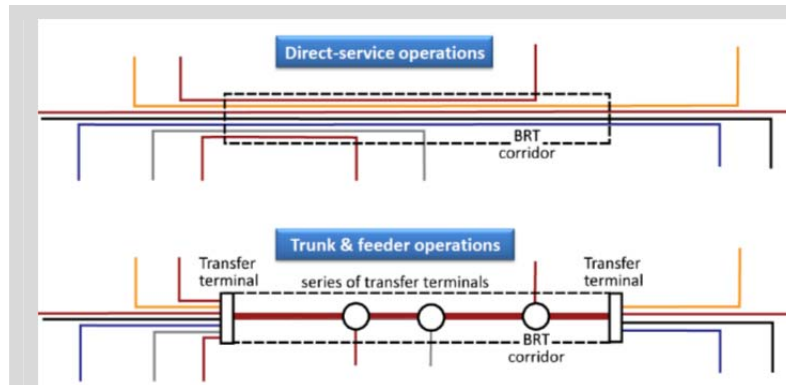 Direct-service operations
BRT
corridor
Trunk & feeder operations
Transfer
terminal
series of transfer terminals
Transfer
terminal
BRT
corridor